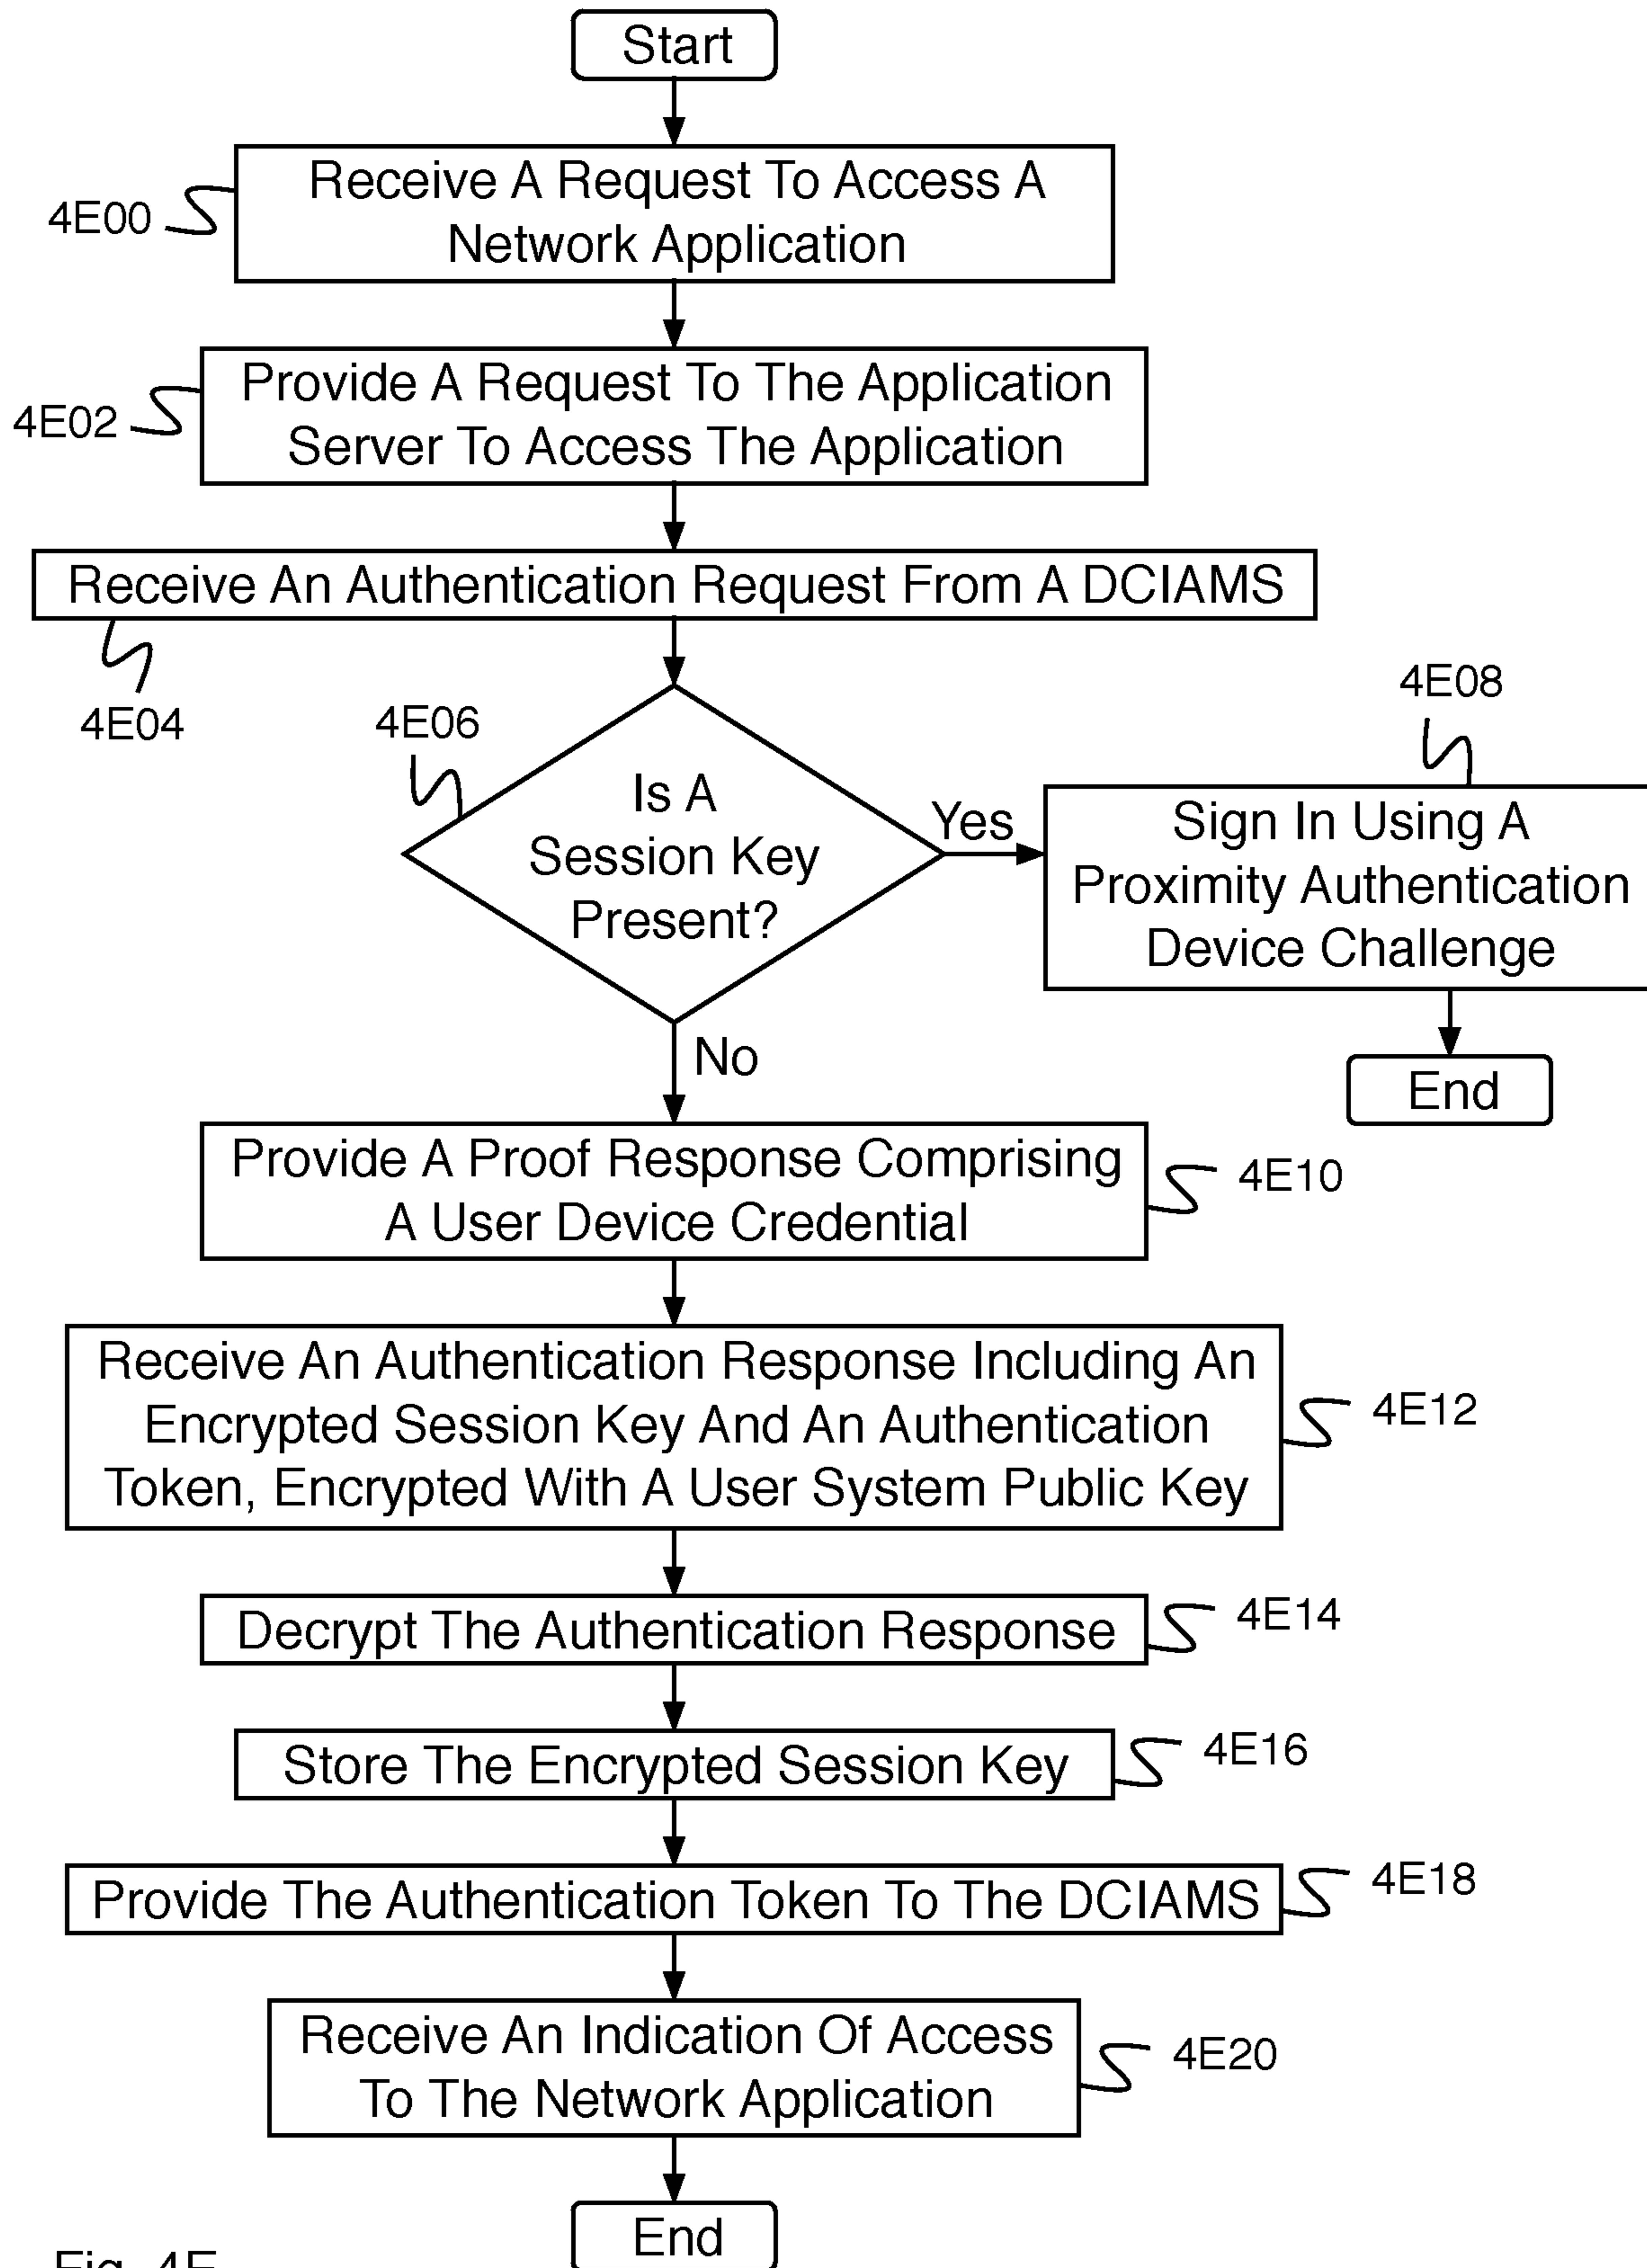 Start
Receive A Request To Access A
Network Application
4E00
Provide A Request To The Application
Server To Access The Application
4E02
Receive An Authentication Request From A DCIAMS
4E04
4E06
Is A
Session Key
Present?
Yes
4E08
Sign In Using A
Proximity Authentication
Device Challenge
End
No
Provide A Proof Response Comprising
A User Device Credential
4E10
Receive An Authentication Response Including An
Encrypted Session Key And An Authentication
Token, Encrypted With A User System Public Key
4E12
Decrypt The Authentication Response
4E14
Store The Encrypted Session Key
4E16
Provide The Authentication Token To The DCIAMS
4E18
Receive An Indication Of Access
To The Network Application
4E20
End
Fig. 4E